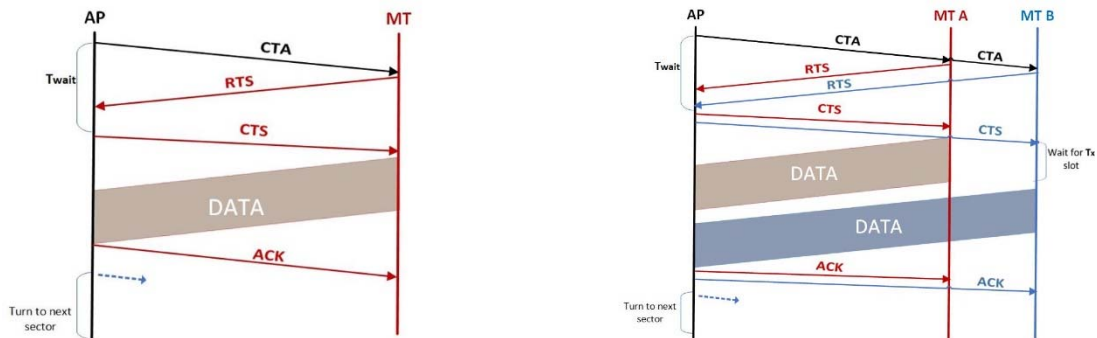 AP
MT
CTA
Twait
RTS
CTS
DATA
ACK
Turn to next
sector
AP
MT A
MT B
CTA
CTA
Twait
RTS
RTS
CTS
CTS
Wait for Tx
slot
DATA
DATA
ACK
ACK
Turn to next
sector